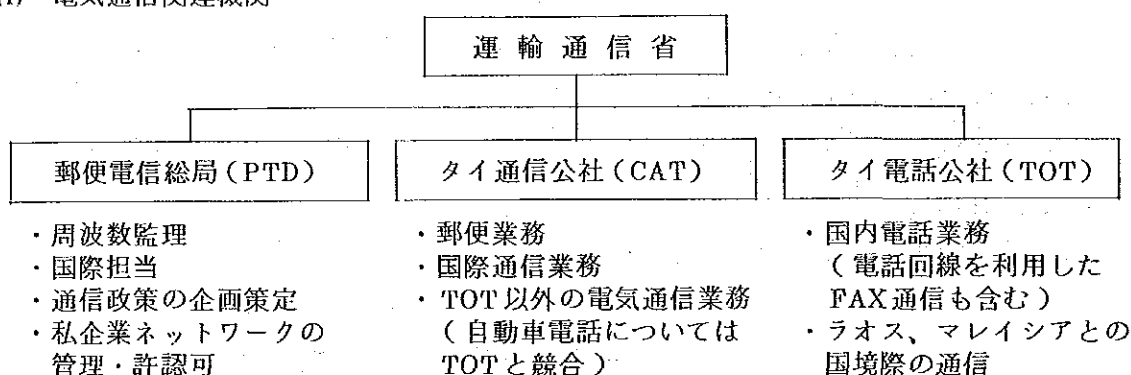 電気通信関連機関
運輸通信省
郵便電信総局(PTD)
・周波数監理
・国際担当
・通信政策の企画策定
・私企業ネットワークの
管理・許認可
タイ通信公社(CAT)
・郵便業務
・国際通信業務
・TOT以外の電気通信業務
(自動車電話については
TOTと競合)
タイ電話公社(TOT)
・国内電話業務
(電話回線を利用した
FAX通信も含む)
・ラオス、マレイシアとの
国境際の通信